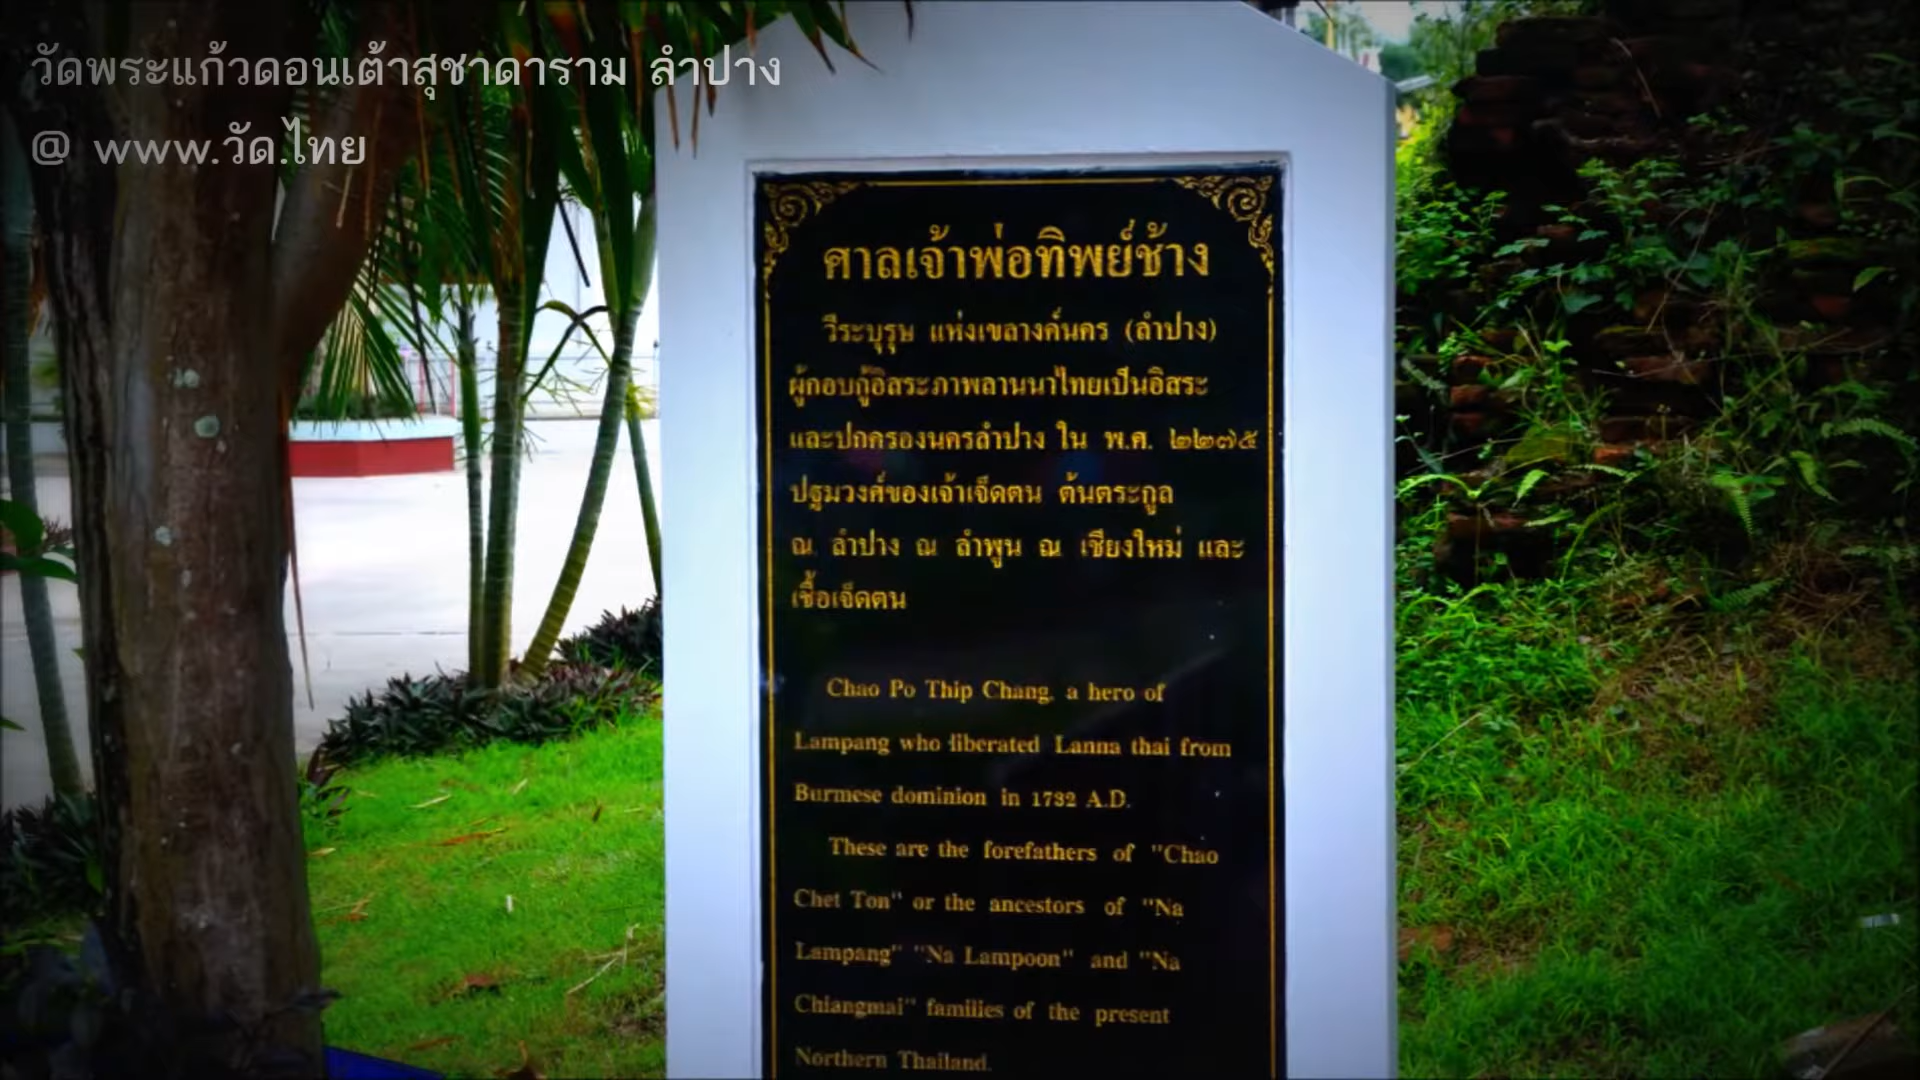 วัดพระแก้วดอนเต้าสุชาดาราม ลำปาง
@ www.วัด.ไทย
ศาลเจ้าพ่อทิพย์ช้าง
วีระบุรุษ แห่งเขลางค์นคร (ลำปาง)
ผู้กอบกู้อิสระภาพลานนาไทยเป็นอิสระ
และปกครองนครลำปาง ใน พ.ศ. ๒๒๗๕
ปฐมวงศ์ของเจ้าเจ็ดตน ต้นตระกูล
ณ ลำปาง ณ ลำพูน ณ เชียงใหม่ และ
เชื้อเจ็ดตน
Chao Po Thip Chang, a hero of
Lampang who liberated Lanna thai from
Burmese dominion in 1732 A.D.
These are the forefathers of "Chao
Chet Ton" or the ancestors of "Na
Lampang" "Na Lampoon" and "Na
Chiangmai" families of the present
Northern Thailand.